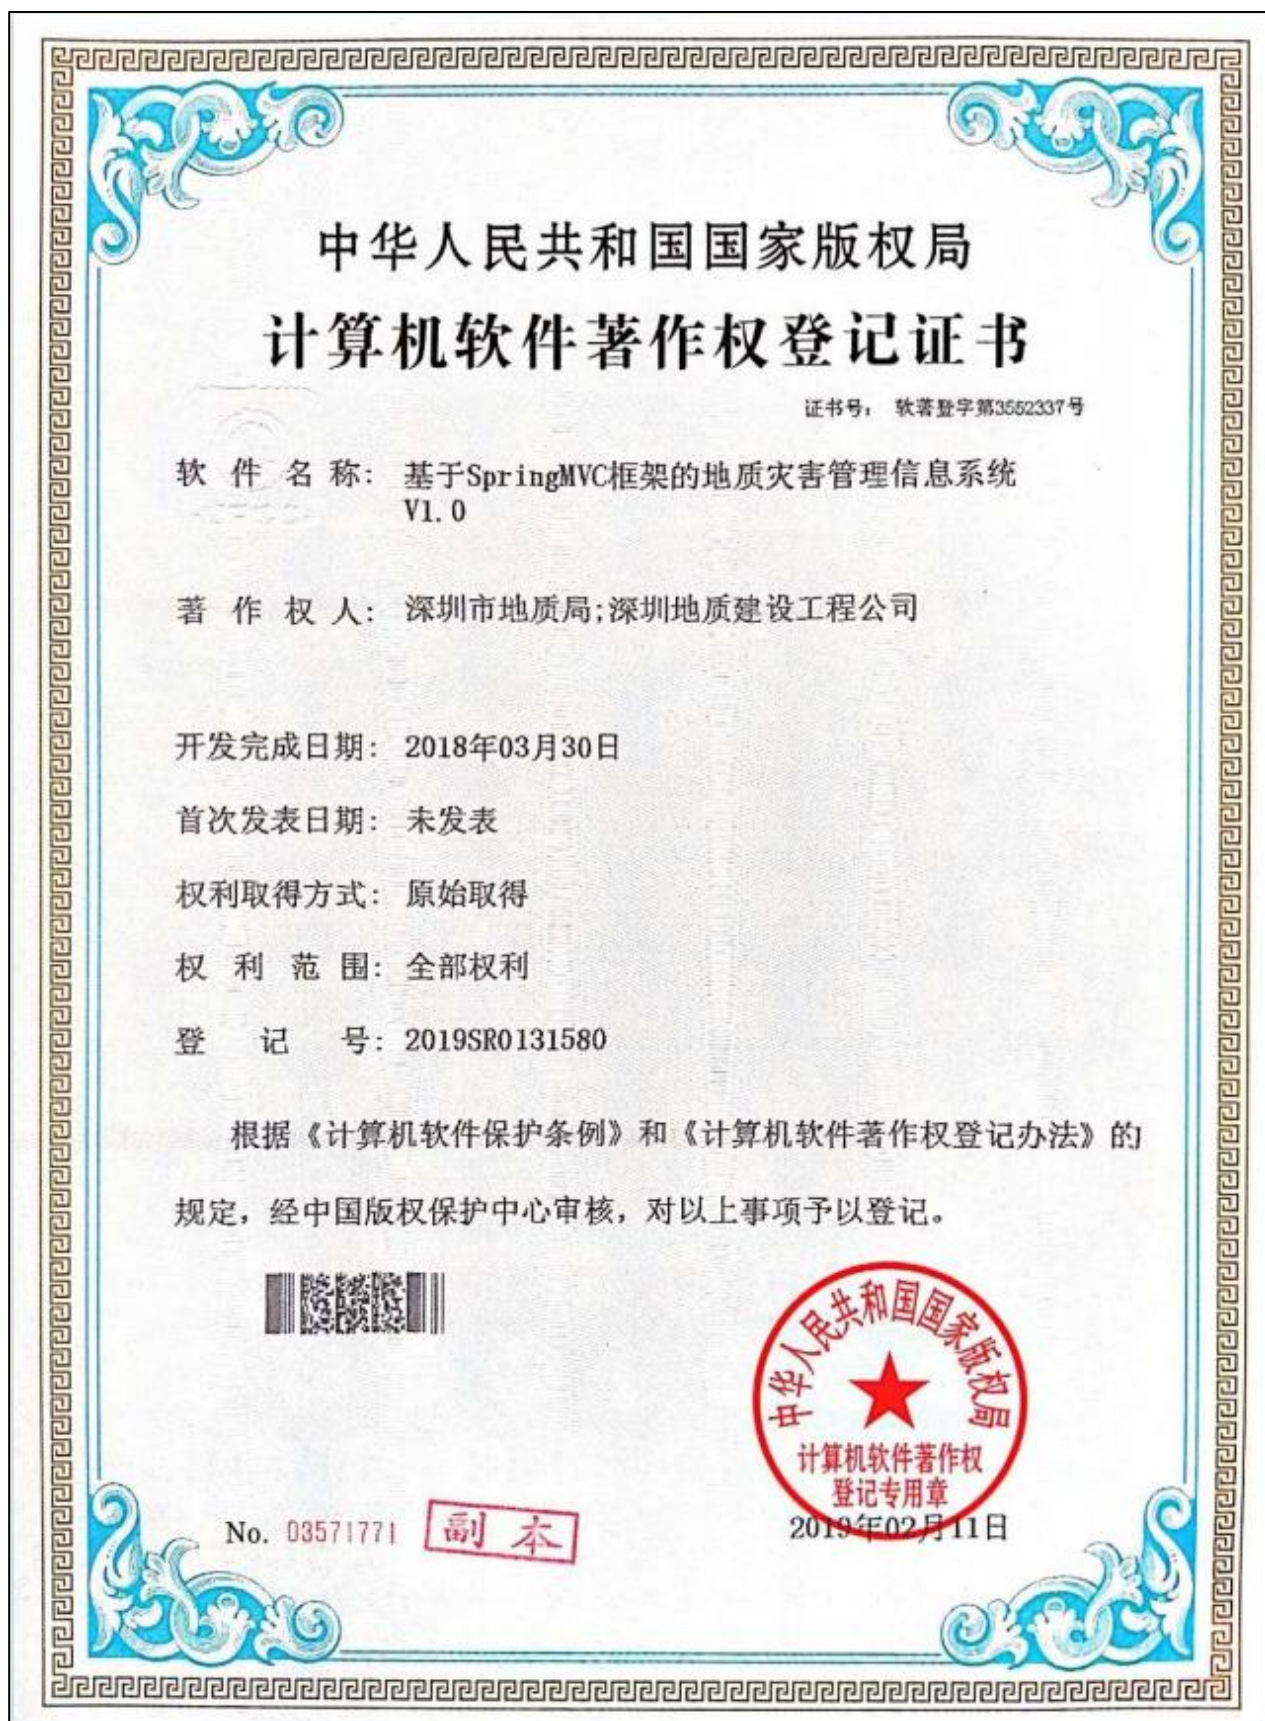 中华人民共和国国家版权局
计算机软件著作权登记证书
证书号： 软著登字第3552337号
软件名称： 基于SpringMVC框架的地质灾害管理信息系统
V1.0
著作权人： 深圳市地质局;深圳地质建设工程公司
开发完成日期： 2018年03月30日
首次发表日期： 未发表
权利取得方式： 原始取得
权利范围： 全部权利
登记号： 2019SR0131580
根据《计算机软件保护条例》和《计算机软件著作权登记办法》的
规定，经中国版权保护中心审核，对以上事项予以登记。
中华人民共和国国家版权局
计算机软件著作权
登记专用章
No. 03571771
副本
2019年02月11日